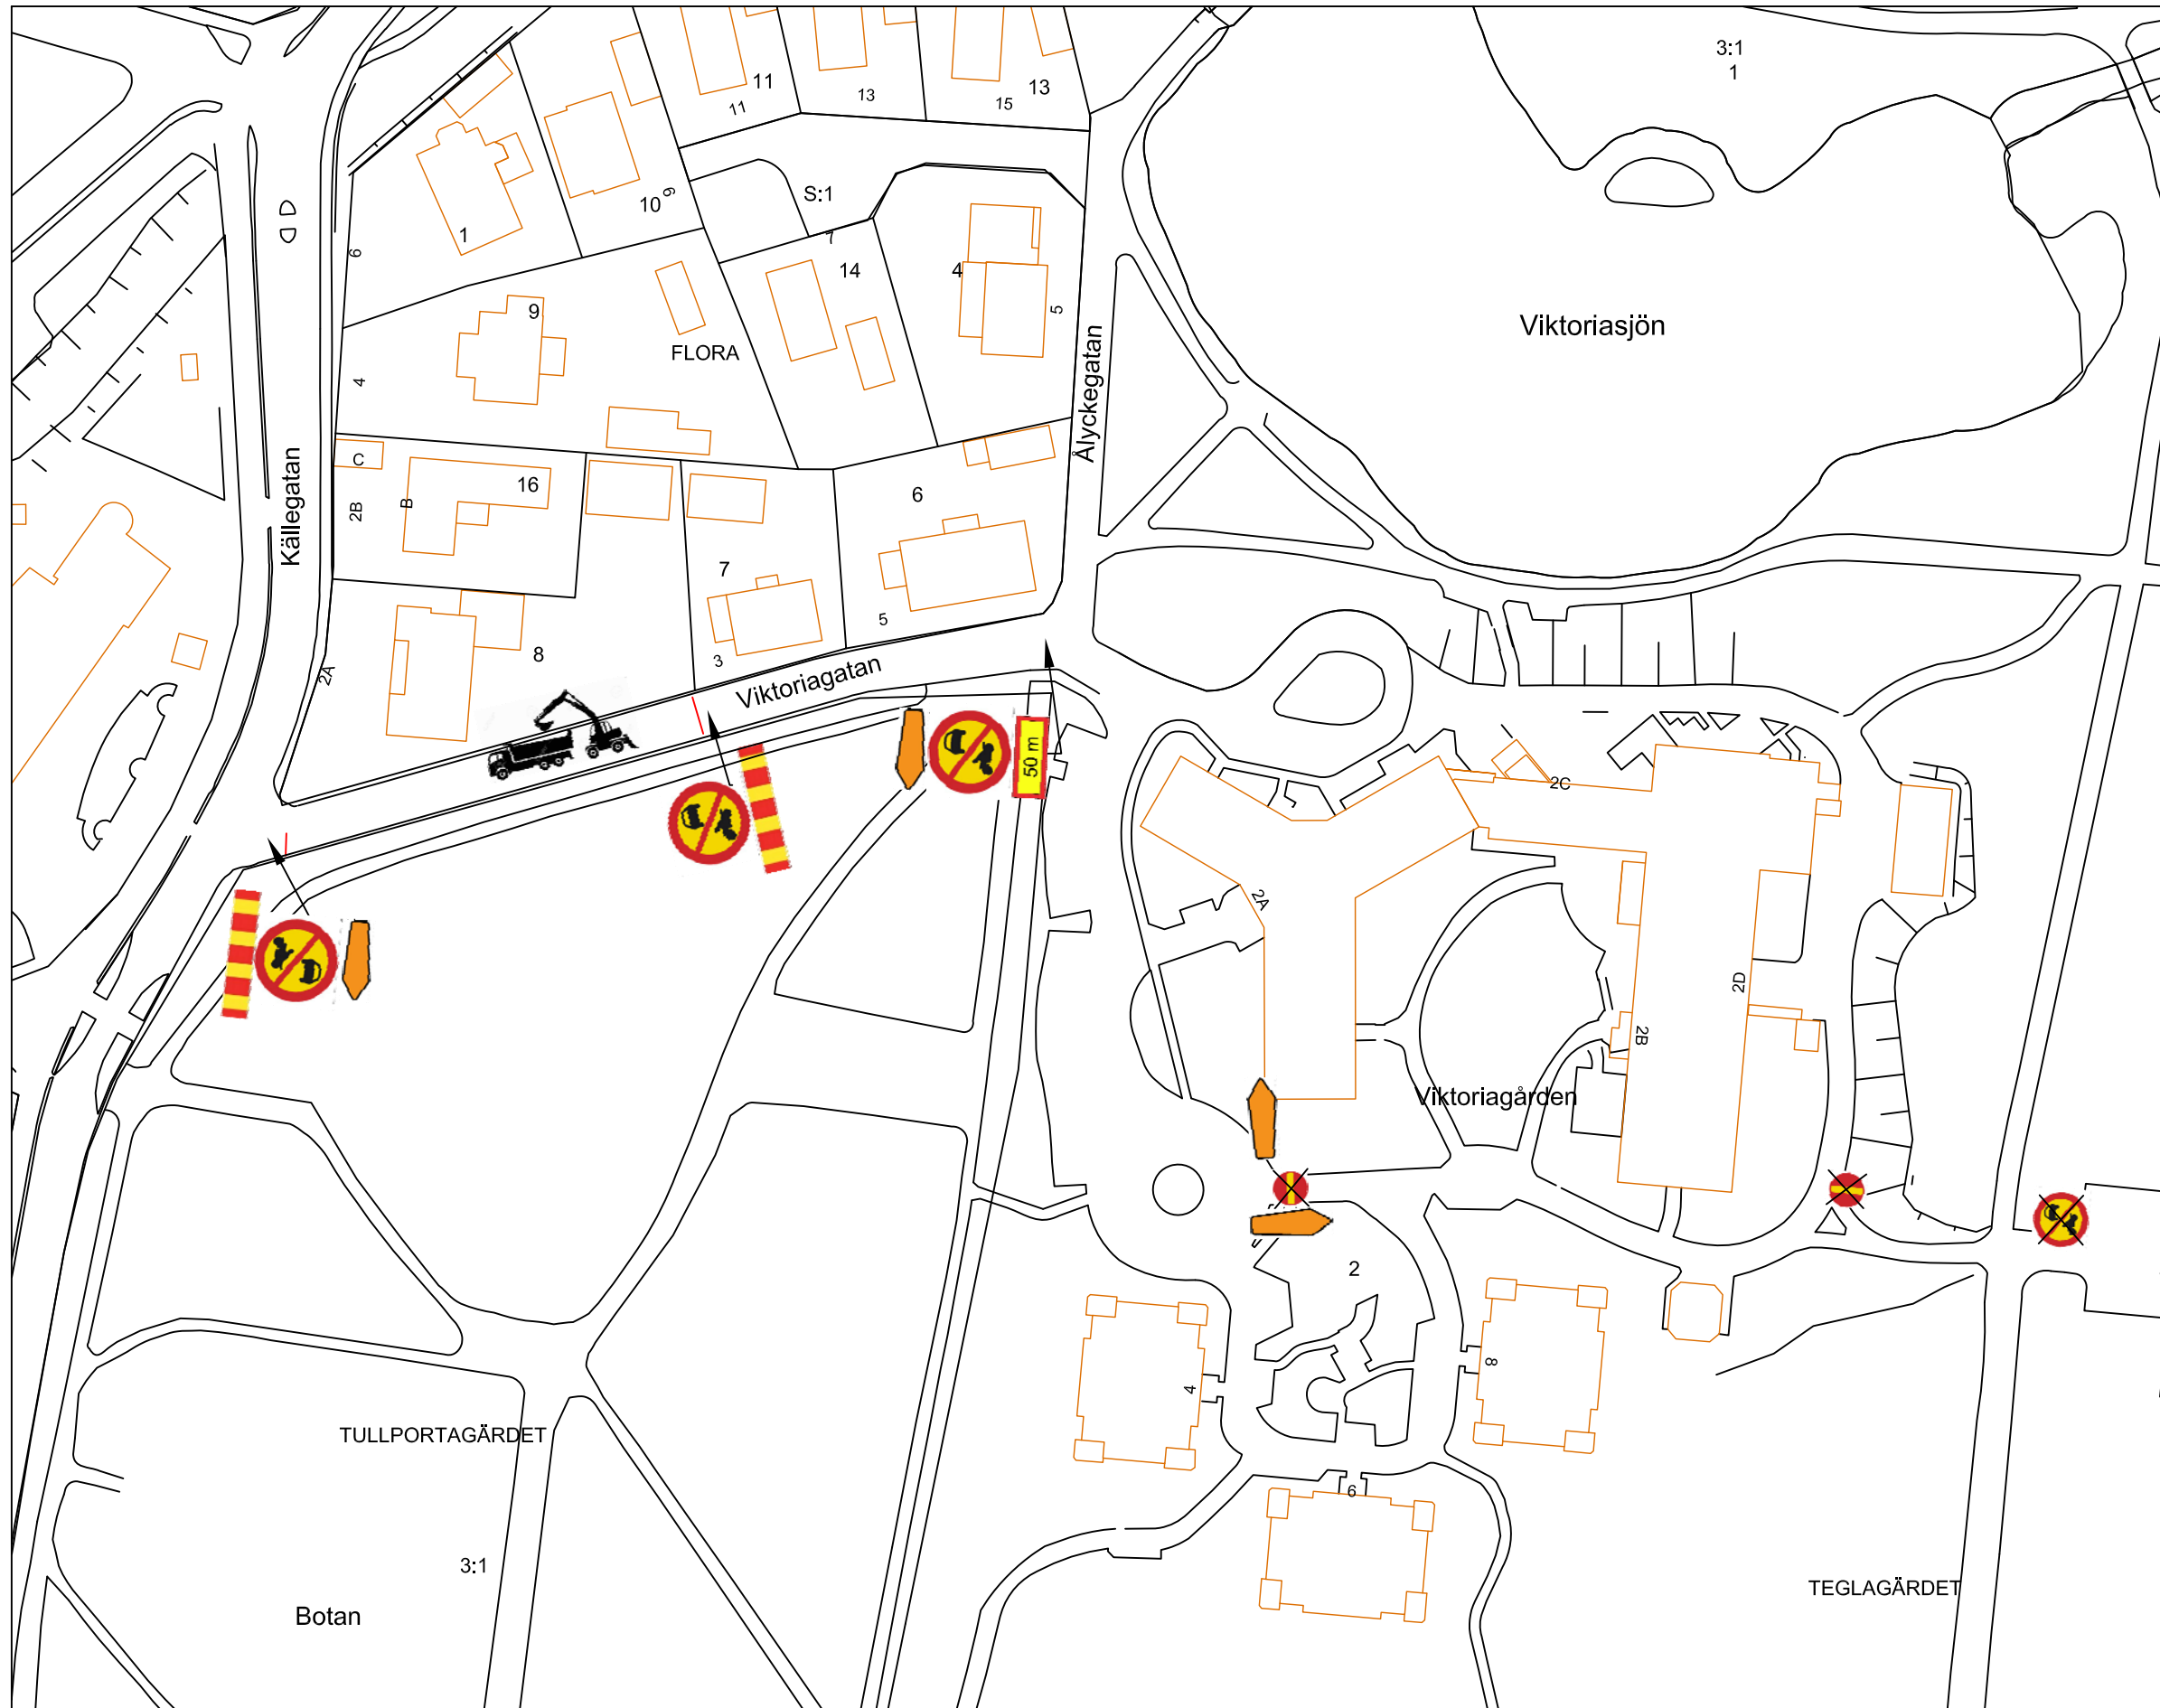 3:1
1
11
11
13
13
15
10
9
S:1
1
6
7
14
4
5
9
Viktoriasjön
FLORA
4
Ålyckegatan
C
16
6
2B
B
Källegatan
7
5
8
3
2A
Viktoriagatan
50 m
2C
2A
2D
2B
Viktoriagården
2
4
8
TULLPORTAGÄRDET
6
3:1
TEGLAGÄRDET
Botan